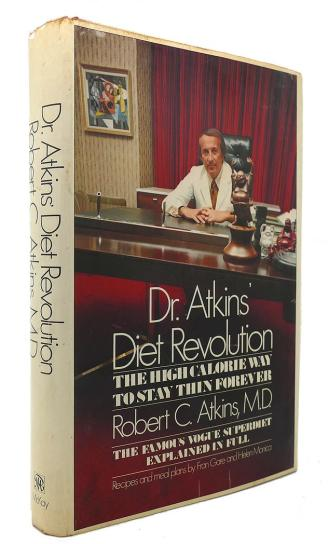 Dr. Atkins' Diet Revolution
Robert C. Atkins, M.D.
McKay
Dr. Atkins'
Diet Revolution
THE HIGH CALORIE WAY
TO STAY THIN FOREVER
Robert C. Atkins, M.D.
THE FAMOUS VOGUE SUPERDIET
EXPLAINED IN FULL
Recipes and meal plans by Fran Gare and Helen Monica